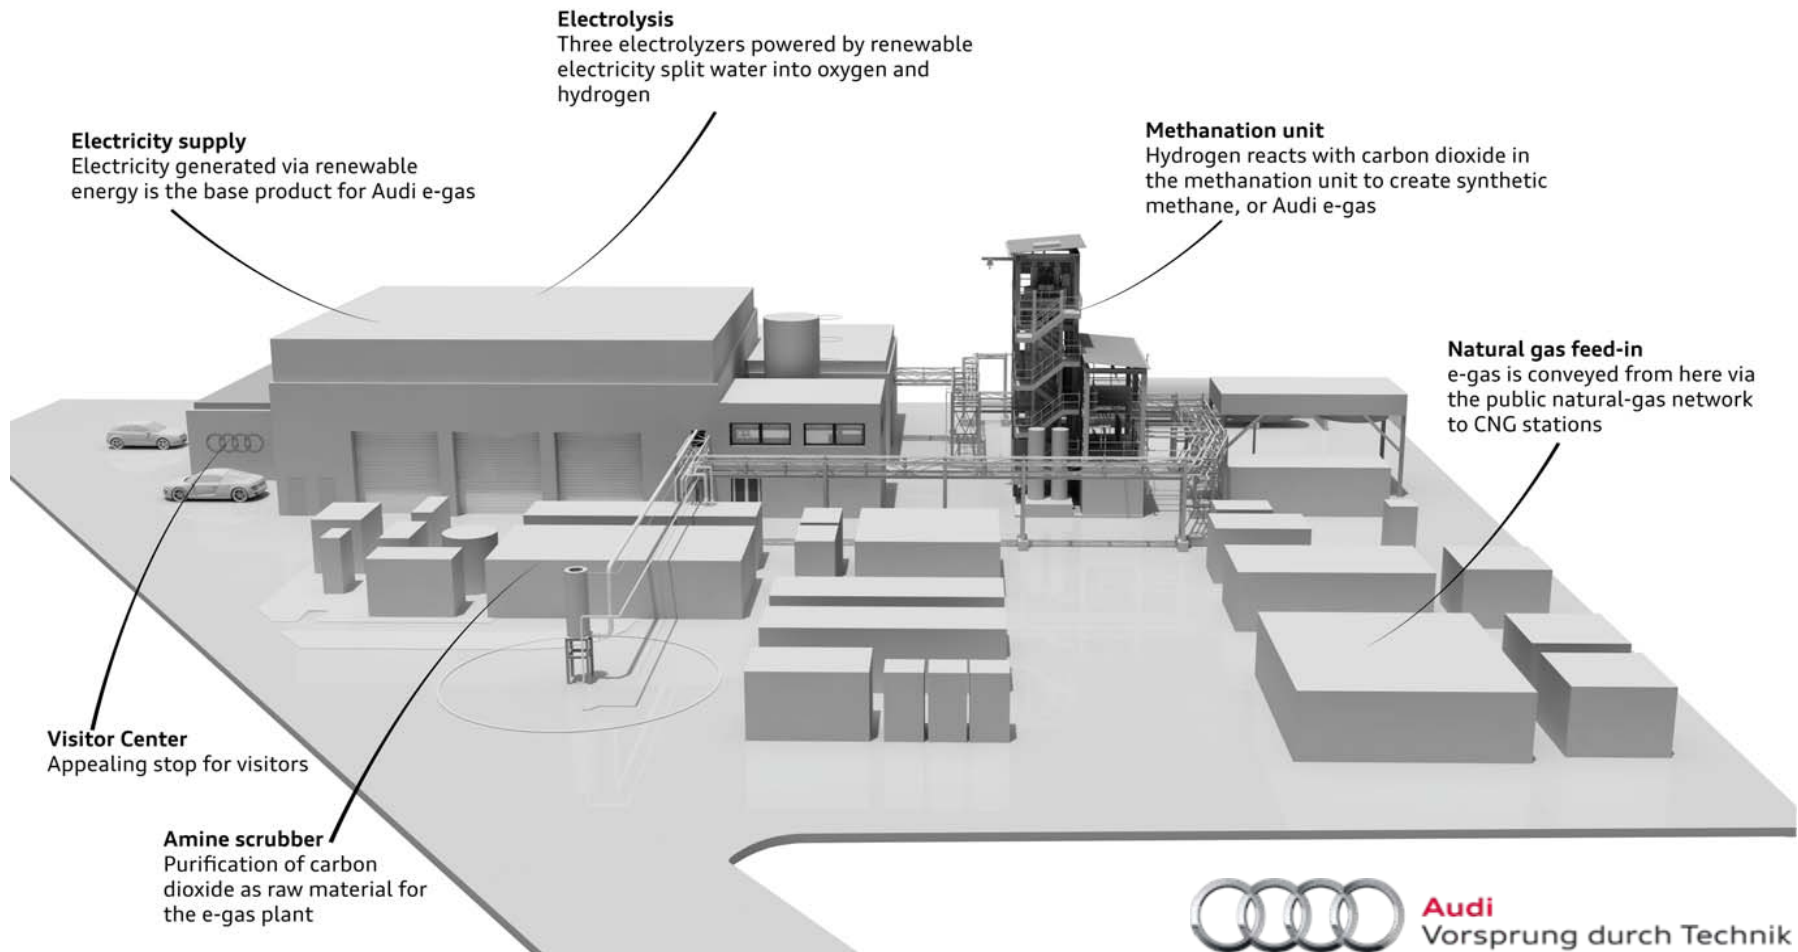 Electrolysis
Three electrolyzers powered by renewable
electricity split water into oxygen and
hydrogen
Electricity supply
Electricity generated via renewable
energy is the base product for Audi e-gas
Methanation unit
Hydrogen reacts with carbon dioxide in
the methanation unit to create synthetic
methane, or Audi e-gas
Natural gas feed-in
e-gas is conveyed from here via
the public natural-gas network
to CNG stations
Visitor Center
Appealing stop for visitors
Amine scrubber
Purification of carbon
dioxide as raw material for
the e-gas plant
Audi
Vorsprung durch Technik